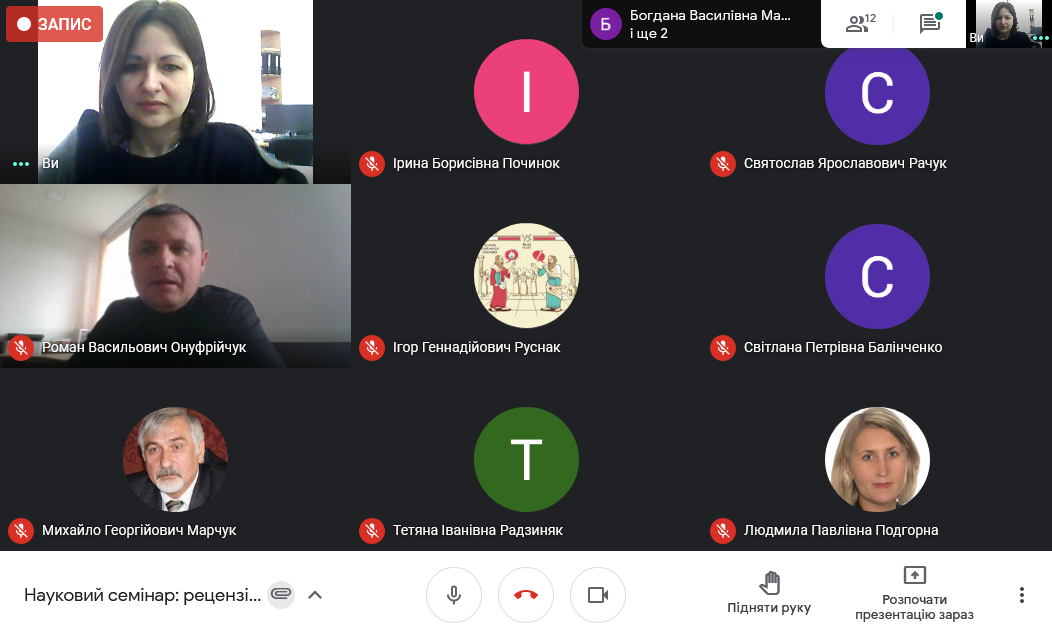 ЗАПИС
Б
Богдана Василівна Ма...
і ще 2
12
Ви
Ви
І
Ірина Борисівна Починок
С
Святослав Ярославович Рачук
Роман Васильович Онуфрійчук
VS
Ігор Геннадійович Руснак
С
Світлана Петрівна Балінченко
Михайло Георгійович Марчук
Т
Тетяна Іванівна Радзиняк
Людмила Павлівна Подгорна
Науковий семінар: рецензі...
Підняти руку
Розпочати
презентацію зараз